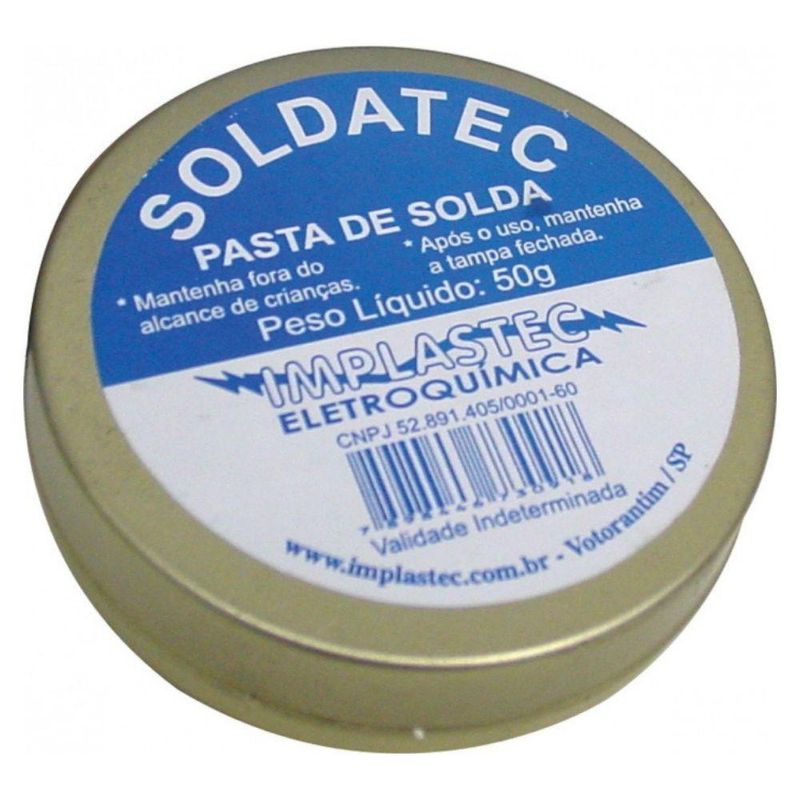 SOLDATEC
PASTA DE SOLDA
* Mantenha fora do
alcance de crianças.
* Após o uso, mantenha
a tampa fechada.
Peso Líquido: 50g
IMPLASTEC
ELETROQUÍMICA
CNPJ 52.891.405/0001-60
Validade Indeterminada
www.implastec.com.br - Votorantim / SP